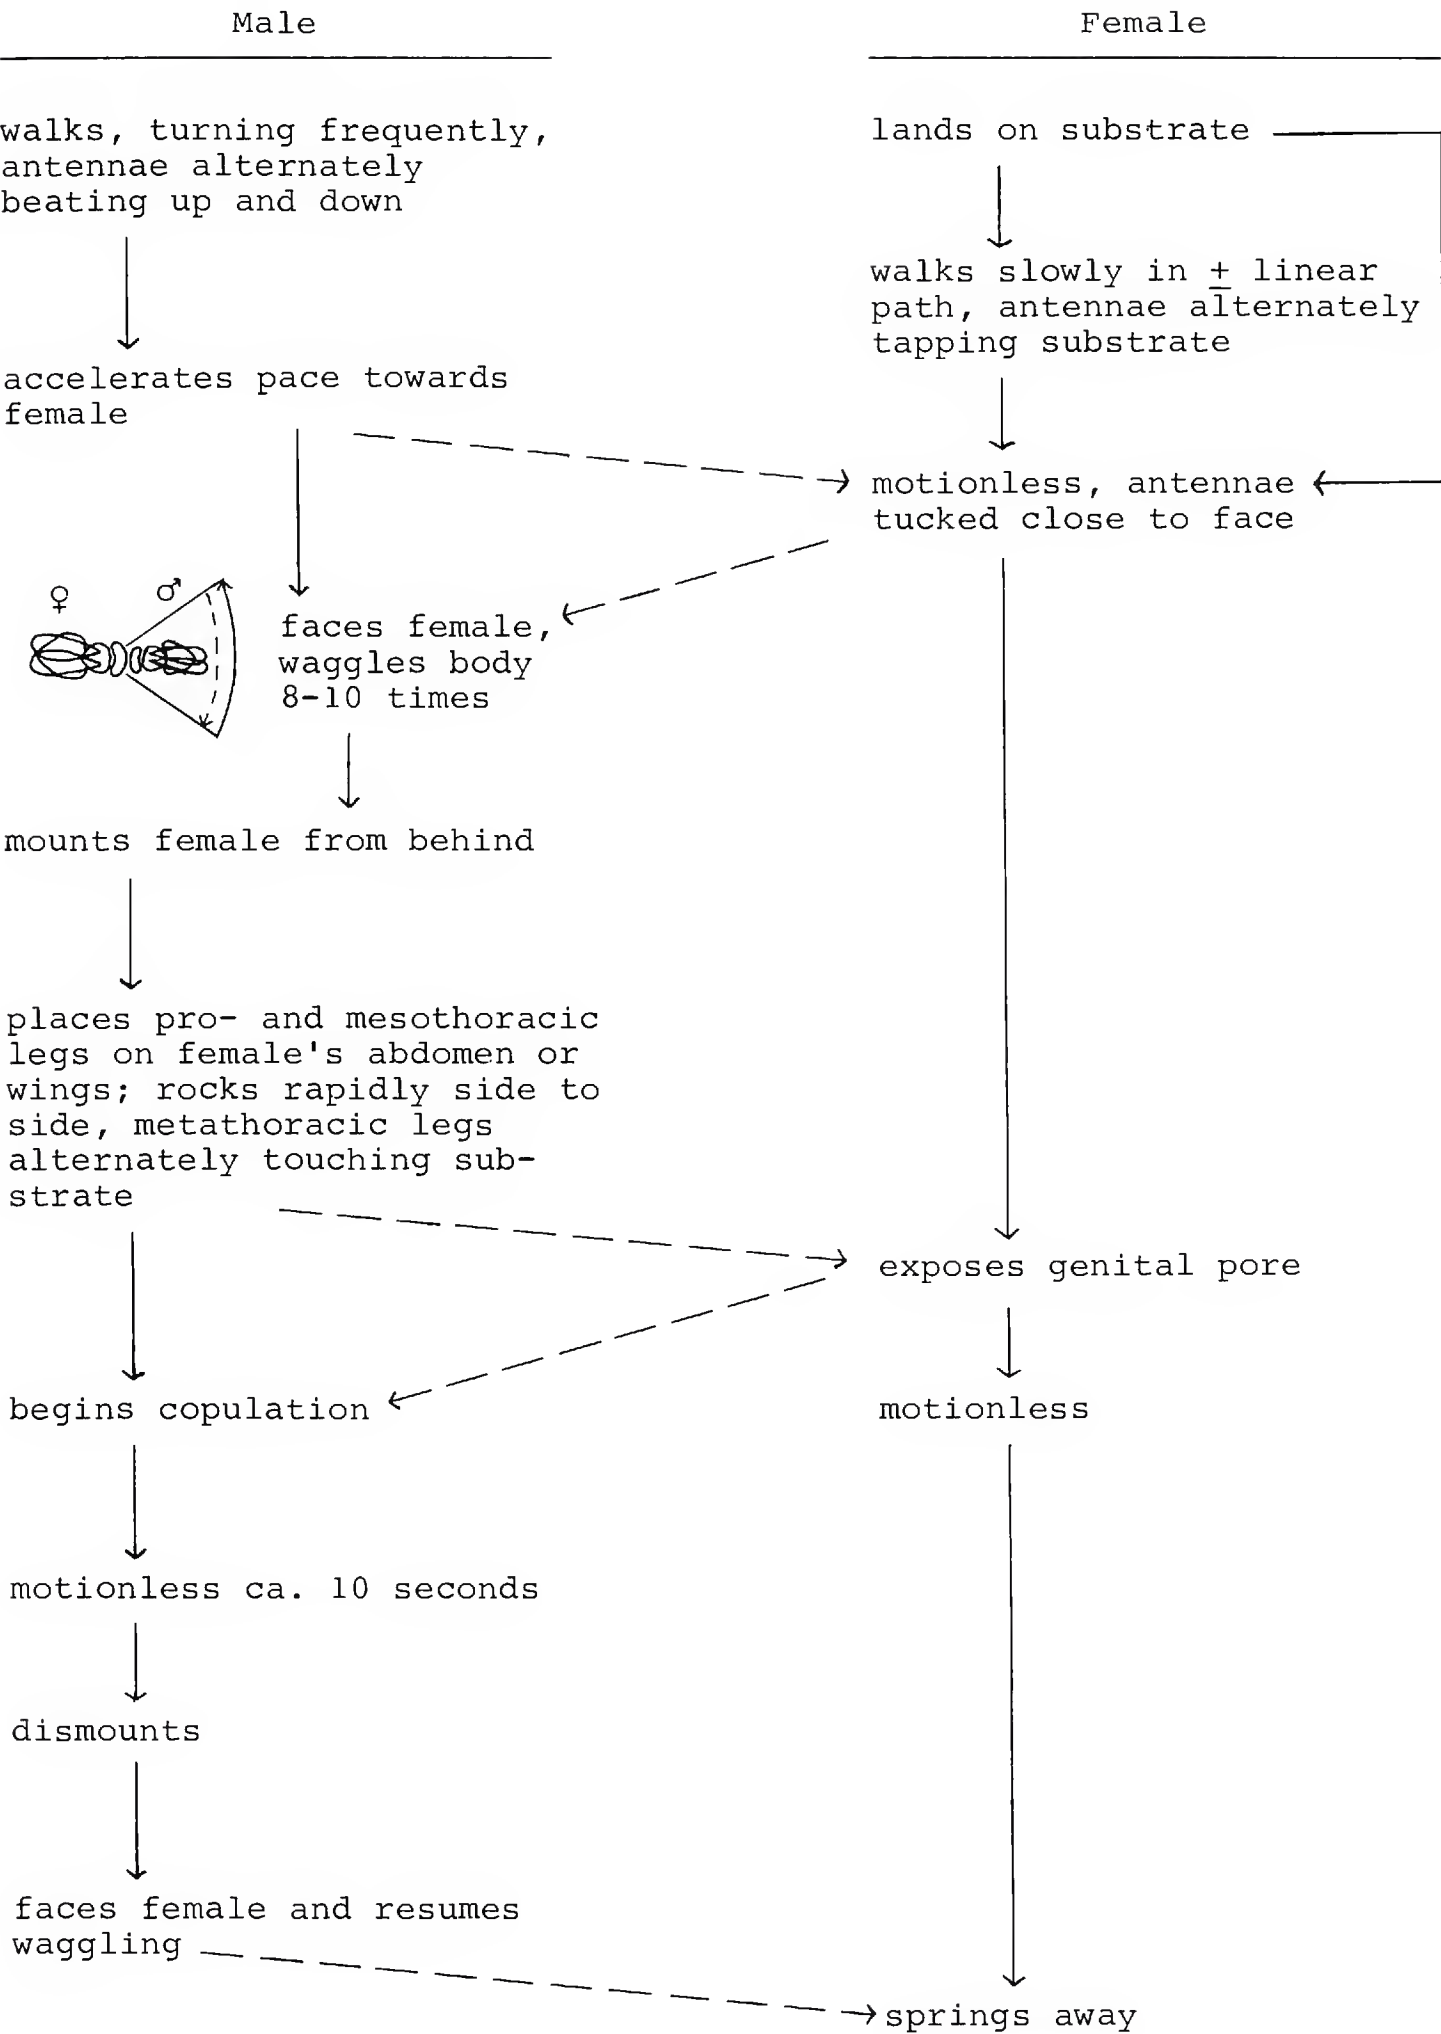 Male
Female
walks, turning frequently,
antennae alternately
beating up and down
lands on substrate
walks slowly in ± linear
path, antennae alternately
tapping substrate
accelerates pace towards
female
motionless, antennae
tucked close to face
♀ ♂
faces female,
waggles body
8-10 times
mounts female from behind
places pro- and mesothoracic
legs on female's abdomen or
wings; rocks rapidly side to
side, metathoracic legs
alternately touching sub-
strate
exposes genital pore
begins copulation
motionless
motionless ca. 10 seconds
dismounts
faces female and resumes
waggling
springs away